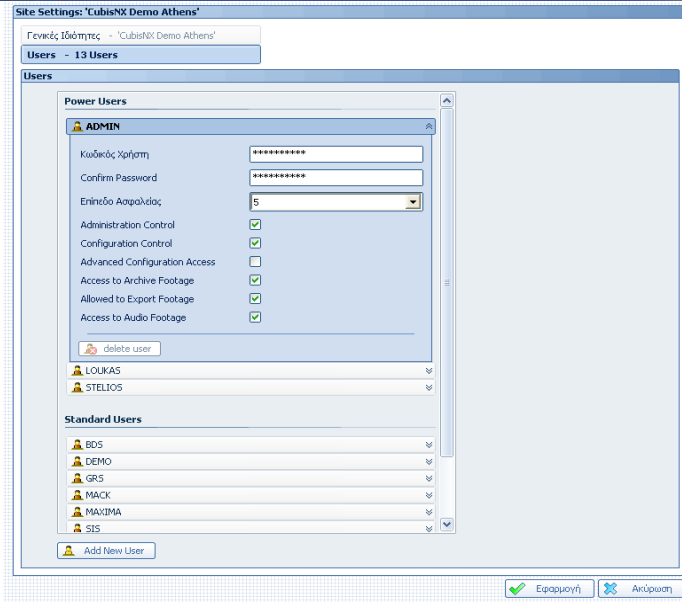 Site Settings: 'CubisNX Demo Athens'
Γενικές Ιδιότητες - 'CubisNX Demo Athens'
Users - 13 Users
Users
Power Users
ADMIN
Κωδικός Χρήστη **********
Confirm Password **********
Επίπεδο Ασφαλείας 5
Administration Control
Configuration Control
Advanced Configuration Access
Access to Archive Footage
Allowed to Export Footage
Access to Audio Footage
delete user
LOUKAS
STELIOS
Standard Users
BDS
DEMO
GRS
MACK
MAXIMA
SIS
Add New User
Εφαρμογή Ακύρωση